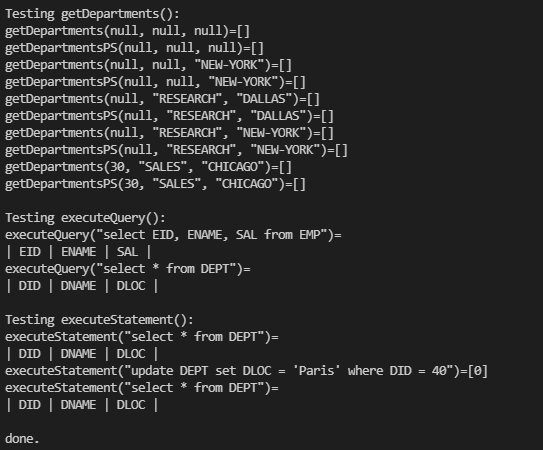 Testing getDepartments():
getDepartments(null, null, null)=[]
getDepartmentsPS(null, null, null)=[]
getDepartments(null, null, "NEW-YORK")=[]
getDepartmentsPS(null, null, "NEW-YORK")=[]
getDepartments(null, "RESEARCH", "DALLAS")=[]
getDepartmentsPS(null, "RESEARCH", "DALLAS")=[]
getDepartments(null, "RESEARCH", "NEW-YORK")=[]
getDepartmentsPS(null, "RESEARCH", "NEW-YORK")=[]
getDepartments(30, "SALES", "CHICAGO")=[]
getDepartmentsPS(30, "SALES", "CHICAGO")=[]

Testing executeQuery():
executeQuery("select EID, ENAME, SAL from EMP")=
| EID | ENAME | SAL |
executeQuery("select * from DEPT")=
| DID | DNAME | DLOC |

Testing executeStatement():
executeStatement("select * from DEPT")=
| DID | DNAME | DLOC |
executeStatement("update DEPT set DLOC = 'Paris' where DID = 40")=[0]
executeStatement("select * from DEPT")=
| DID | DNAME | DLOC |

done.